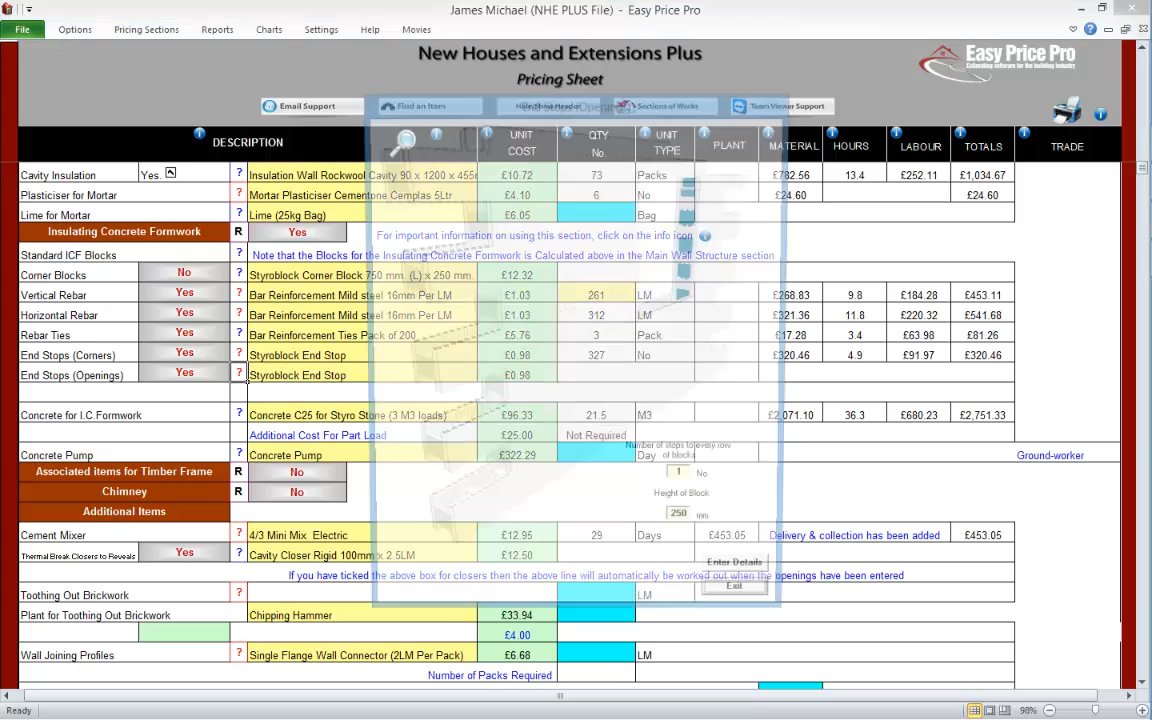 James Michael (NHE PLUS File) - Easy Price Pro
File Options Pricing Sections Reports Charts Settings Help Movies
New Houses and Extensions Plus
Easy Price Pro
Estimating software for the building industry
Pricing Sheet
Email Support Find an Item Hide/Show Header Sections of Works Team Viewer Support
DESCRIPTION UNIT COST QTY No. UNIT TYPE PLANT MATERIAL HOURS LABOUR TOTALS TRADE
Cavity Insulation Yes. ? Insulation Wall Rockwool Cavity 90 x 1200 x 455m £10.72 73 Packs £782.56 13.4 £252.11 £1,034.67
Plasticiser for Mortar ? Mortar Plasticiser Cementone Cemplas 5Ltr £4.10 6 No £24.60 £24.60
Lime for Mortar ? Lime (25kg Bag) £6.05 Bag
Insulating Concrete Formwork R Yes For important information on using this section, click on the info icon
Standard ICF Blocks ? Note that the Blocks for the Insulating Concrete Formwork is Calculated above in the Main Wall Structure section
Corner Blocks No ? Styroblock Corner Block 750 mm. (L) x 250 mm. £12.32
Vertical Rebar Yes ? Bar Reinforcement Mild steel 16mm Per LM £1.03 261 LM £268.83 9.8 £184.28 £453.11
Horizontal Rebar Yes ? Bar Reinforcement Mild steel 16mm Per LM £1.03 312 LM £321.36 11.8 £220.32 £541.68
Rebar Ties Yes ? Bar Reinforcement Ties Pack of 200 £5.76 3 Pack £17.28 3.4 £63.98 £81.26
End Stops (Corners) Yes ? Styroblock End Stop £0.98 327 No £320.46 4.9 £91.97 £320.46
End Stops (Openings) Yes ? Styroblock End Stop £0.98
Concrete for I.C.Formwork ? Concrete C25 for Styro Stone (3 M3 loads) £96.33 21.5 M3 £2,071.10 36.3 £680.23 £2,751.33
Additional Cost For Part Load £25.00 Not Required
Number of stops to every row of blocks
Concrete Pump ? Concrete Pump £322.29 Day Ground-worker
Associated items for Timber Frame R No
1 No
Chimney R No
Height of Block
Additional Items
250 mm
Cement Mixer ? 4/3 Mini Mix Electric £12.95 29 Days £453.05 Delivery & collection has been added £453.05
Thermal Break Closers to Reveals Yes ? Cavity Closer Rigid 100mm x 2.5LM £12.50
Enter Details
If you have ticked the above box for closers then the above line will automatically be worked out when the openings have been entered
Exit
Toothing Out Brickwork ? LM
Plant for Toothing Out Brickwork Chipping Hammer £33.94
£4.00
Wall Joining Profiles ? Single Flange Wall Connector (2LM Per Pack) £6.68 LM
Number of Packs Required
Ready 98%